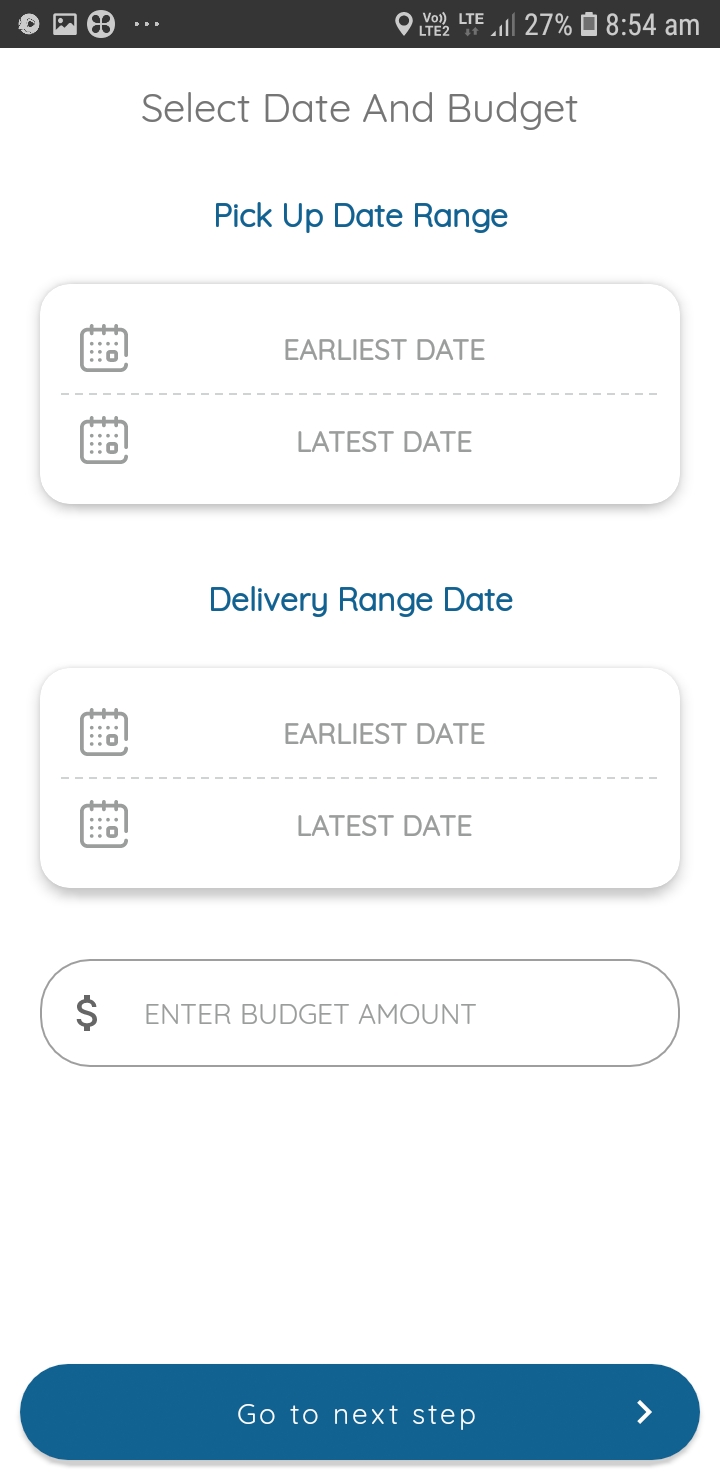 Vo)) LTE2 LTE 27% 8:54 am
Select Date And Budget
Pick Up Date Range
EARLIEST DATE
LATEST DATE
Delivery Range Date
EARLIEST DATE
LATEST DATE
$ ENTER BUDGET AMOUNT
Go to next step